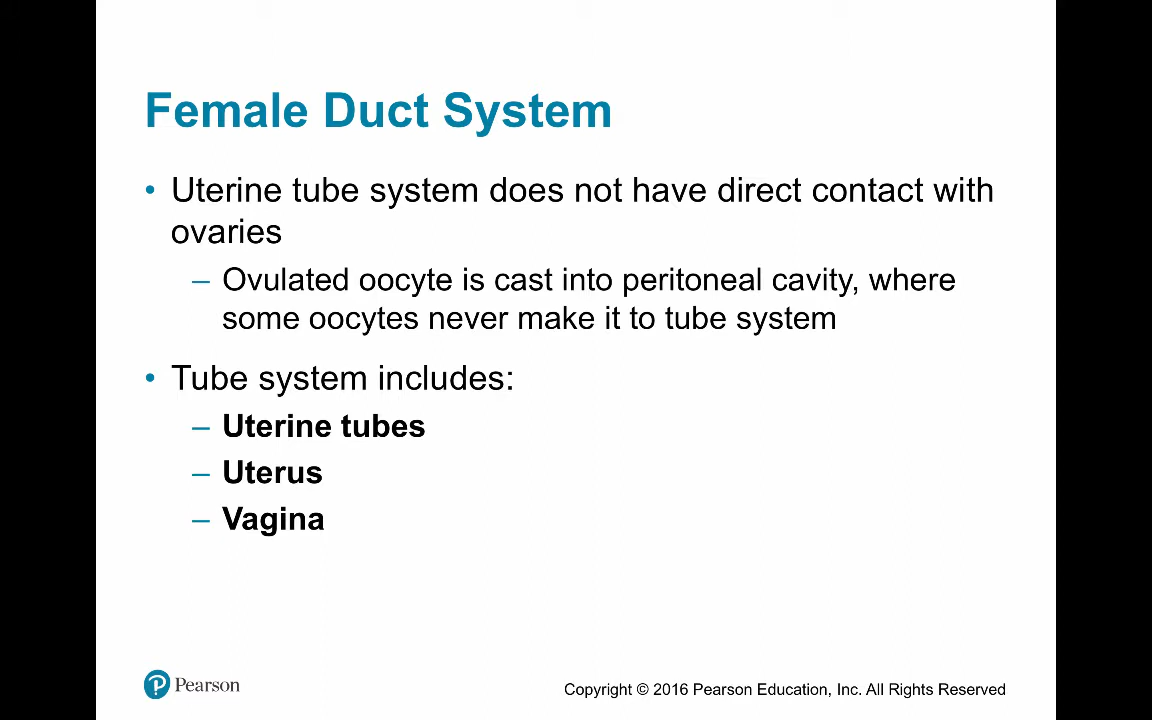 Female Duct System
• Uterine tube system does not have direct contact with
ovaries
– Ovulated oocyte is cast into peritoneal cavity, where
some oocytes never make it to tube system
• Tube system includes:
– Uterine tubes
– Uterus
– Vagina
Pearson
Copyright © 2016 Pearson Education, Inc. All Rights Reserved